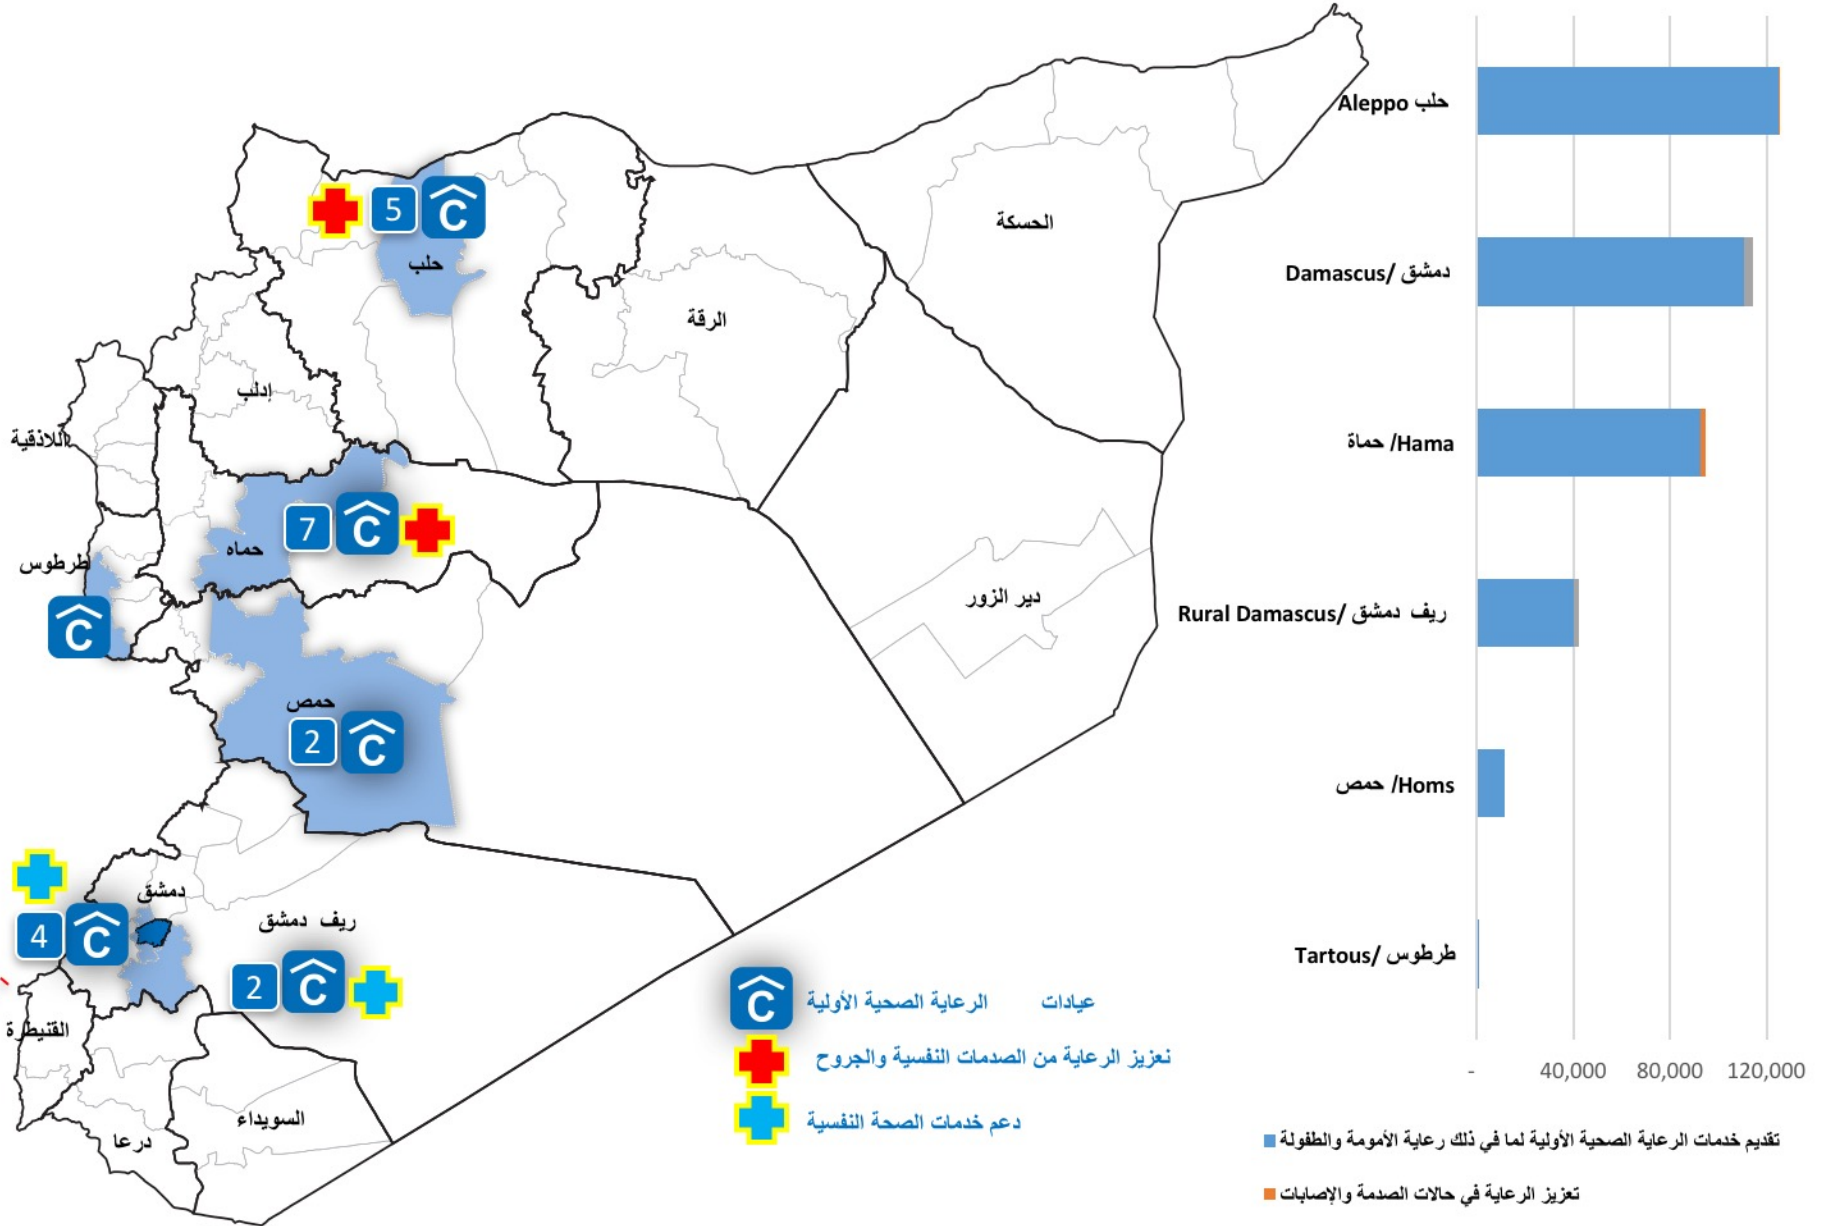 حلب Aleppo
دمشق /Damascus
حماة /Hama
ريف دمشق /Rural Damascus
حمص /Homs
طرطوس /Tartous
-
40,000
80,000
120,000
تقديم خدمات الرعاية الصحية الأولية لما في ذلك رعاية الأمومة والطفولة
تعزيز الرعاية في حالات الصدمة والإصابات
الحسكة
5
C
حلب
الرقة
إدلب
اللاذقية
7
C
حماه
طرطوس
C
دير الزور
حمص
2
C
دمشق
4
C
ريف دمشق
2
C
القنيطرة
السويداء
درعا
C
عيادات الرعاية الصحية الأولية
نعزيز الرعاية من الصدمات النفسية والجروح
دعم خدمات الصحة النفسية